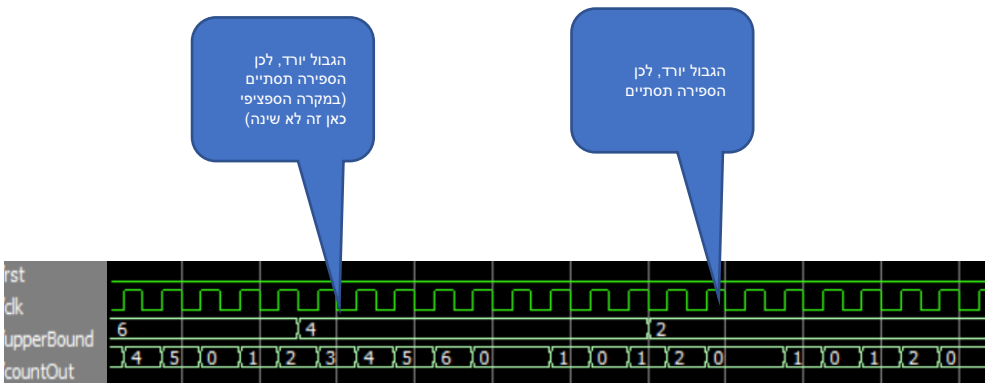 הגבול יורד, לכן
הספירה תסתיים
(במקרה הספציפי
כאן זה לא שינה)
הגבול יורד, לכן
הספירה תסתיים
rst
clk
upperBound 6 4 2
countOut 4 5 0 1 2 3 4 5 6 0 1 0 1 2 0 1 0 1 2 0